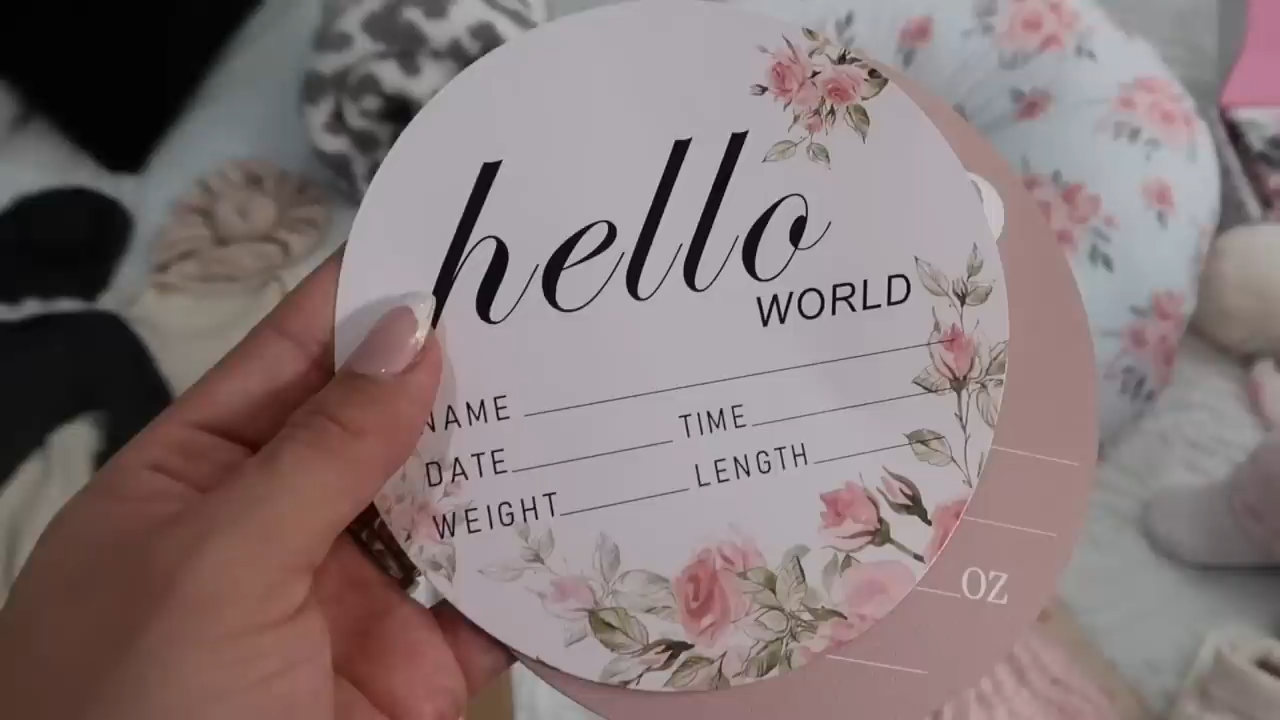 hello
WORLD
NAME
DATE TIME
WEIGHT LENGTH
OZ